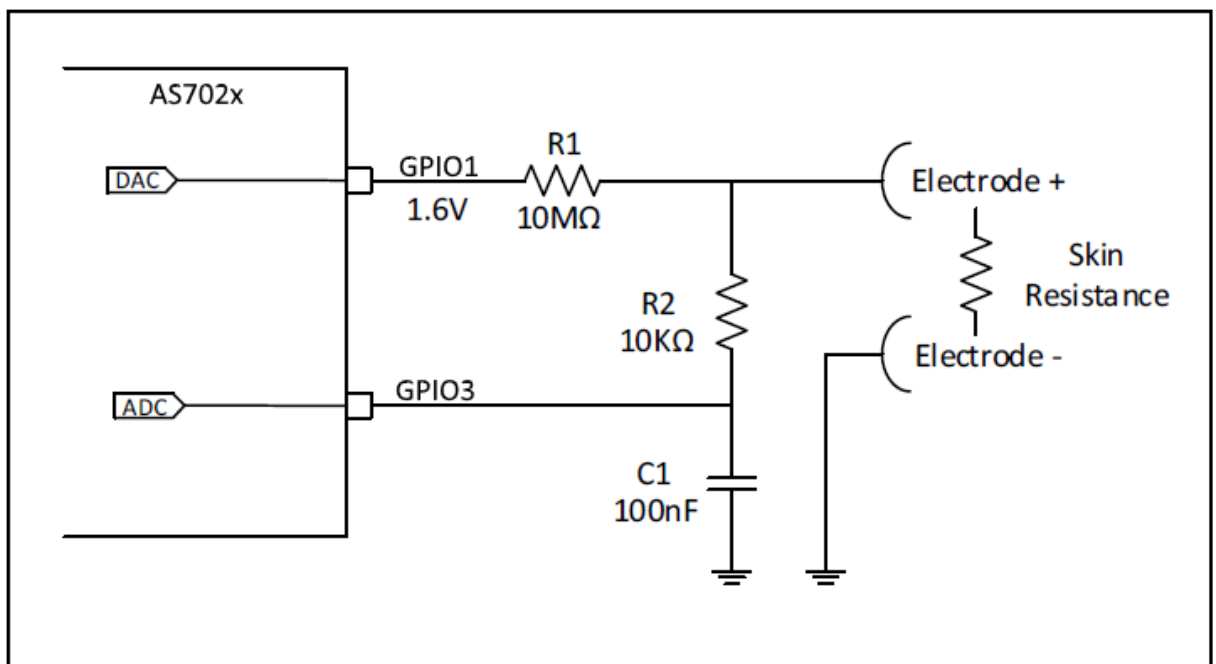 AS702x
DAC
GPIO1
1.6V
R1
10MΩ
Electrode +
Skin
Resistance
R2
10KΩ
Electrode -
ADC
GPIO3
C1
100nF